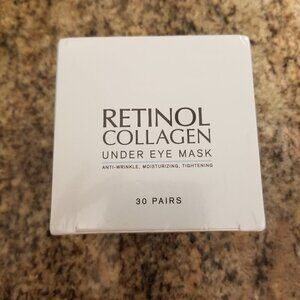 RETINOL
COLLAGEN
UNDER EYE MASK
ANTI-WRINKLE, MOISTURIZING, TIGHTENING
30 PAIRS